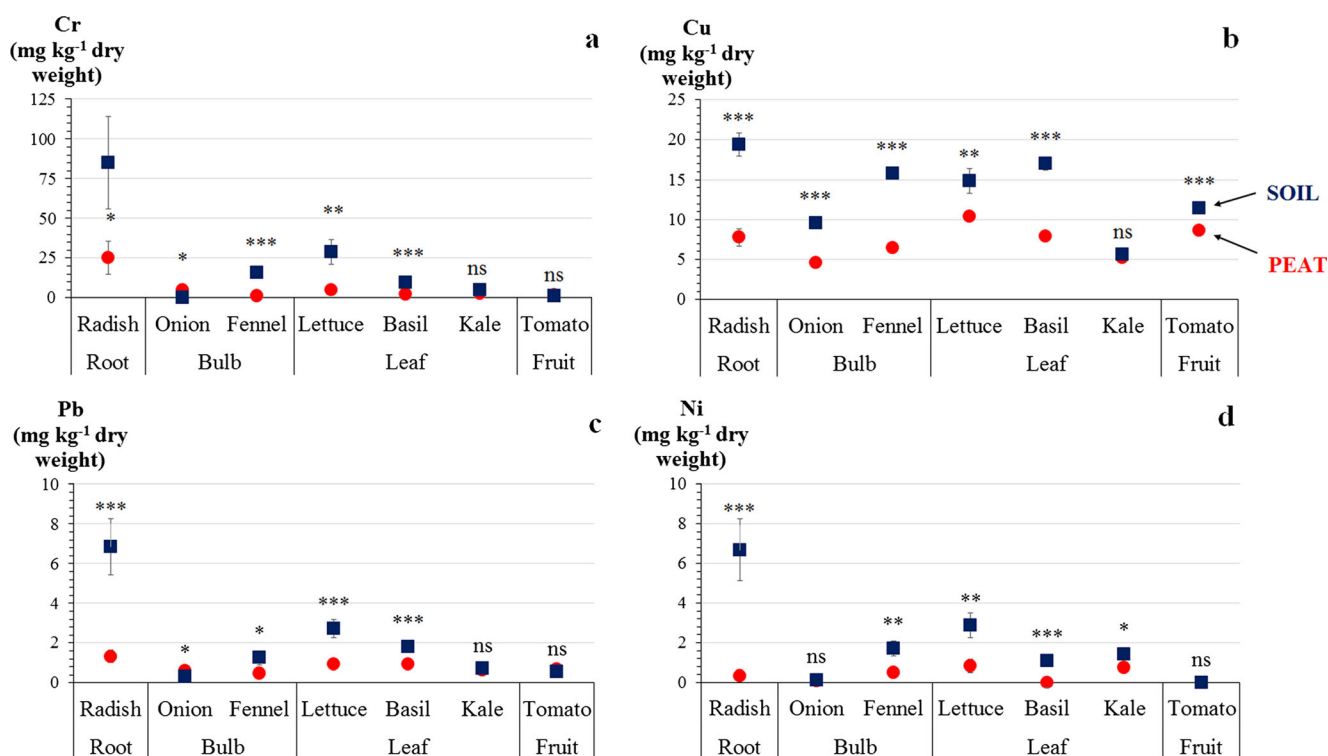 Cr
(mg kg⁻¹ dry
weight)
a
125
100
75
50
25
0
*
*
***
**
***
ns
ns
Radish Onion Fennel Lettuce Basil Kale Tomato
Root Bulb Leaf Fruit
Cu
(mg kg⁻¹ dry
weight)
b
25
20
15
10
5
0
***
***
***
**
***
ns
***
SOIL
PEAT
Radish Onion Fennel Lettuce Basil Kale Tomato
Root Bulb Leaf Fruit
Pb
(mg kg⁻¹ dry
weight)
c
10
8
6
4
2
0
***
*
*
***
***
ns
ns
Radish Onion Fennel Lettuce Basil Kale Tomato
Root Bulb Leaf Fruit
Ni
(mg kg⁻¹ dry
weight)
d
10
8
6
4
2
0
***
ns
**
**
***
*
ns
Radish Onion Fennel Lettuce Basil Kale Tomato
Root Bulb Leaf Fruit